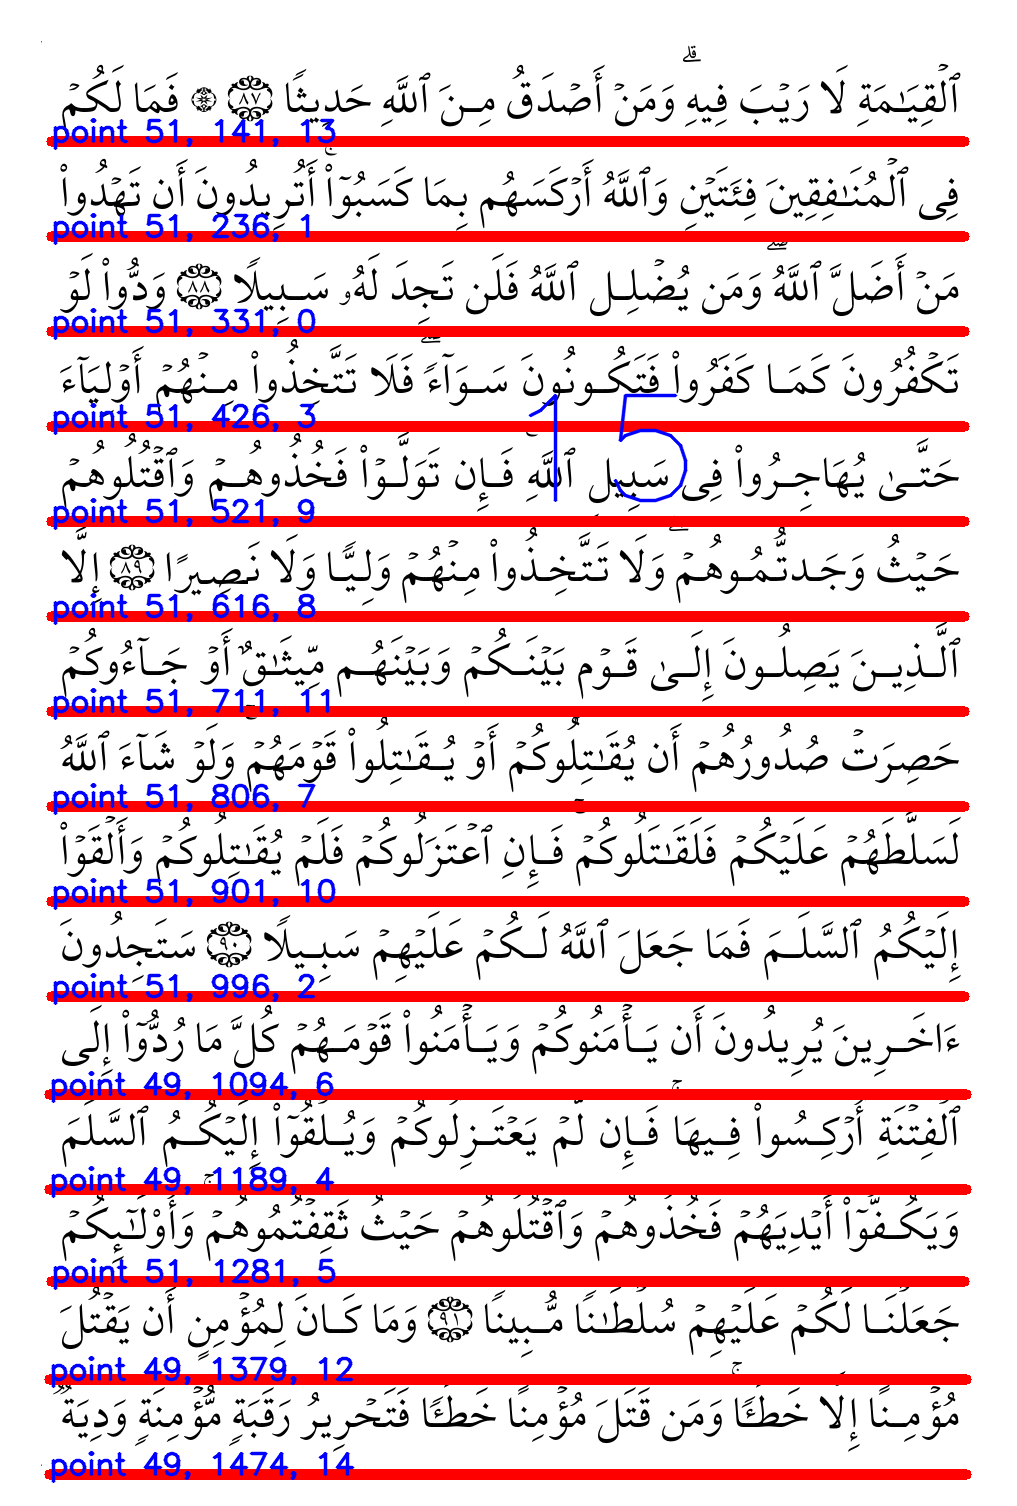 ٱلۡقِيَٰمَةِ لَا رَيۡبَ فِيهِۗ وَمَنۡ أَصۡدَقُ مِنَ ٱللَّهِ حَدِيثٗا ٨٧ ۞ فَمَا لَكُمۡ
point 51, 141, 13
فِي ٱلۡمُنَٰفِقِينَ فِئَتَيۡنِ وَٱللَّهُ أَرۡكَسَهُم بِمَا كَسَبُوٓاْۚ أَتُرِيدُونَ أَن تَهۡدُواْ
point 51, 236, 1
مَنۡ أَضَلَّ ٱللَّهُۖ وَمَن يُضۡلِلِ ٱللَّهُ فَلَن تَجِدَ لَهُۥ سَبِيلٗا ٨٨ وَدُّواْ لَوۡ
point 51, 331, 0
تَكۡفُرُونَ كَمَا كَفَرُواْ فَتَكُونُونَ سَوَآءٗۖ فَلَا تَتَّخِذُواْ مِنۡهُمۡ أَوۡلِيَآءَ
point 51, 426, 3
15
حَتَّىٰ يُهَاجِرُواْ فِي سَبِيلِ ٱللَّهِۚ فَإِن تَوَلَّوۡاْ فَخُذُوهُمۡ وَٱقۡتُلُوهُمۡ
point 51, 521, 9
حَيۡثُ وَجَدتُّمُوهُمۡۖ وَلَا تَتَّخِذُواْ مِنۡهُمۡ وَلِيّٗا وَلَا نَصِيرًا ٨٩ إِلَّا
point 51, 616, 8
ٱلَّذِينَ يَصِلُونَ إِلَىٰ قَوۡمِۭ بَيۡنَكُمۡ وَبَيۡنَهُم مِّيثَٰقٌ أَوۡ جَآءُوكُمۡ
point 51, 711, 11
حَصِرَتۡ صُدُورُهُمۡ أَن يُقَٰتِلُوكُمۡ أَوۡ يُقَٰتِلُواْ قَوۡمَهُمۡۚ وَلَوۡ شَآءَ ٱللَّهُ
point 51, 806, 7
لَسَلَّطَهُمۡ عَلَيۡكُمۡ فَلَقَٰتَلُوكُمۡۚ فَإِنِ ٱعۡتَزَلُوكُمۡ فَلَمۡ يُقَٰتِلُوكُمۡ وَأَلۡقَوۡاْ
point 51, 901, 10
إِلَيۡكُمُ ٱلسَّلَمَ فَمَا جَعَلَ ٱللَّهُ لَكُمۡ عَلَيۡهِمۡ سَبِيلٗا ٩٠ سَتَجِدُونَ
point 51, 996, 2
ءَاخَرِينَ يُرِيدُونَ أَن يَأۡمَنُوكُمۡ وَيَأۡمَنُواْ قَوۡمَهُمۡ كُلَّ مَا رُدُّوٓاْ إِلَى
point 49, 1094, 6
ٱلۡفِتۡنَةِ أُرۡكِسُواْ فِيهَاۚ فَإِن لَّمۡ يَعۡتَزِلُوكُمۡ وَيُلۡقُوٓاْ إِلَيۡكُمُ ٱلسَّلَمَ
point 49, 1189, 4
وَيَكُفُّوٓاْ أَيۡدِيَهُمۡ فَخُذُوهُمۡ وَٱقۡتُلُوهُمۡ حَيۡثُ ثَقِفۡتُمُوهُمۡۚ وَأُوْلَٰٓئِكُمۡ
point 51, 1281, 5
جَعَلۡنَا لَكُمۡ عَلَيۡهِمۡ سُلۡطَٰنٗا مُّبِينٗا ٩١ وَمَا كَانَ لِمُؤۡمِنٍ أَن يَقۡتُلَ
point 49, 1379, 12
مُؤۡمِنًا إِلَّا خَطَـٔٗاۚ وَمَن قَتَلَ مُؤۡمِنًا خَطَـٔٗا فَتَحۡرِيرُ رَقَبَةٖ مُّؤۡمِنَةٖ وَدِيَةٞ
point 49, 1474, 14